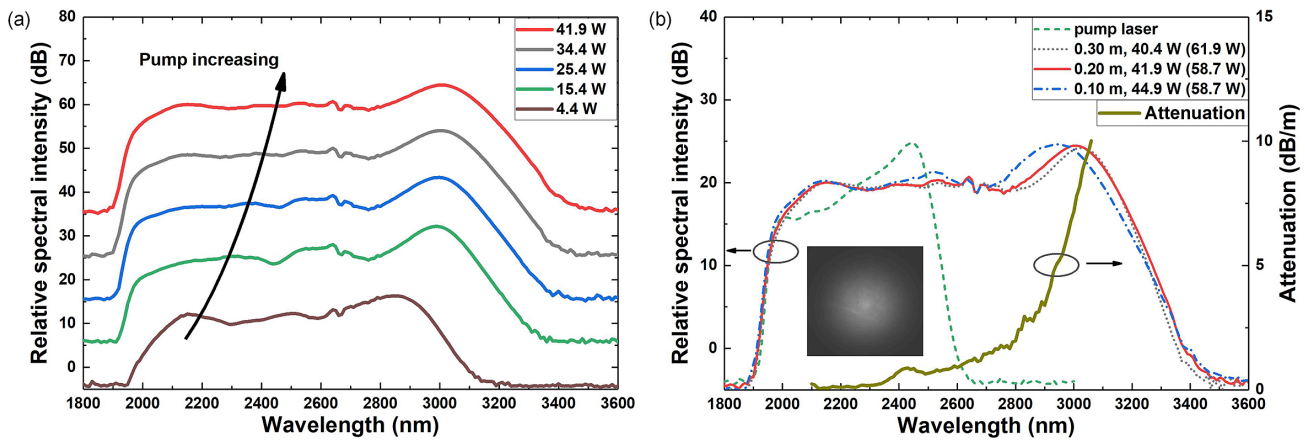 (a)
Relative spectral intensity (dB)
80
70
60
50
40
30
20
10
0
Pump increasing
41.9 W
34.4 W
25.4 W
15.4 W
4.4 W
1800 2000 2200 2400 2600 2800 3000 3200 3400 3600
Wavelength (nm)
(b)
Relative spectral intensity (dB)
40
30
20
10
0
pump laser
0.30 m, 40.4 W (61.9 W)
0.20 m, 41.9 W (58.7 W)
0.10 m, 44.9 W (58.7 W)
Attenuation
15
10
5
0
Attenuation (dB/m)
1800 2000 2200 2400 2600 2800 3000 3200 3400 3600
Wavelength (nm)